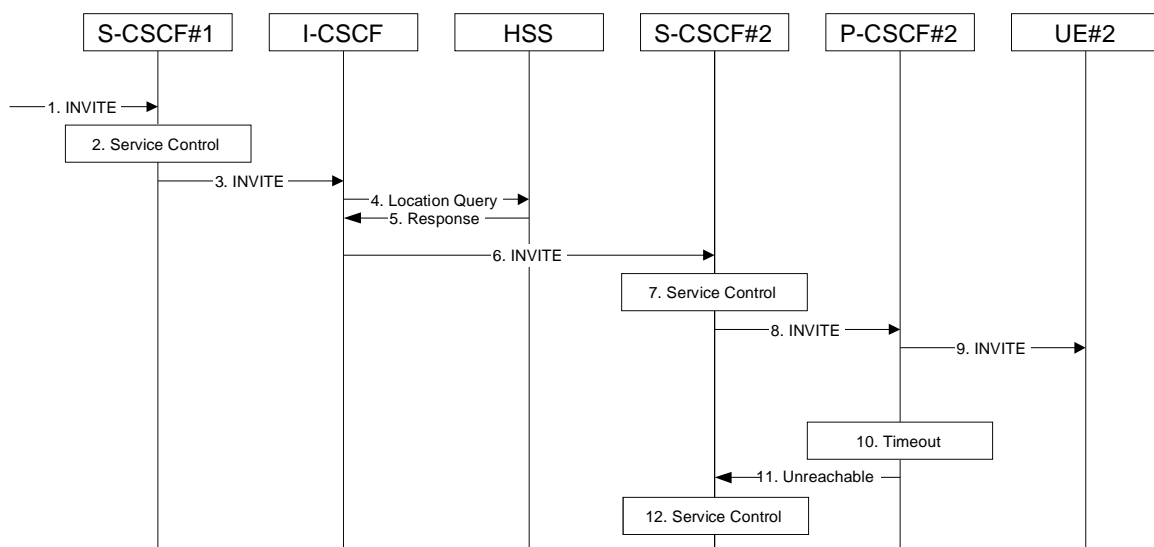 S-CSCF#1
I-CSCF
HSS
S-CSCF#2
P-CSCF#2
UE#2
1. INVITE
2. Service Control
3. INVITE
4. Location Query
5. Response
6. INVITE
7. Service Control
8. INVITE
9. INVITE
10. Timeout
11. Unreachable
12. Service Control